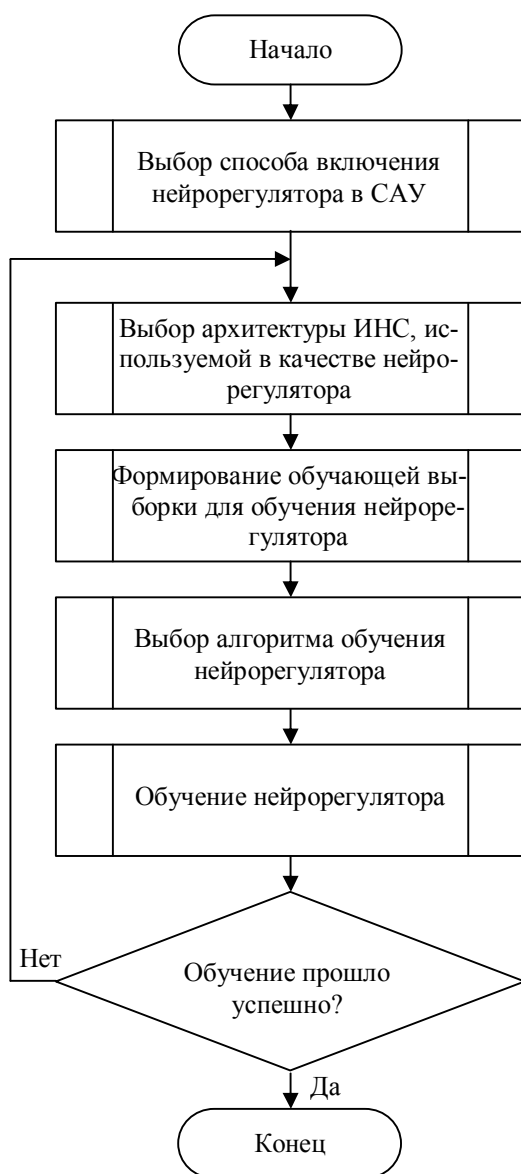 Начало
Выбор способа включения
нейрорегулятора в САУ
Выбор архитектуры ИНС, ис-
пользуемой в качестве нейро-
регулятора
Формирование обучающей вы-
борки для обучения нейроре-
гулятора
Выбор алгоритма обучения
нейрорегулятора
Обучение нейрорегулятора
Нет
Обучение прошло
успешно?
Да
Конец